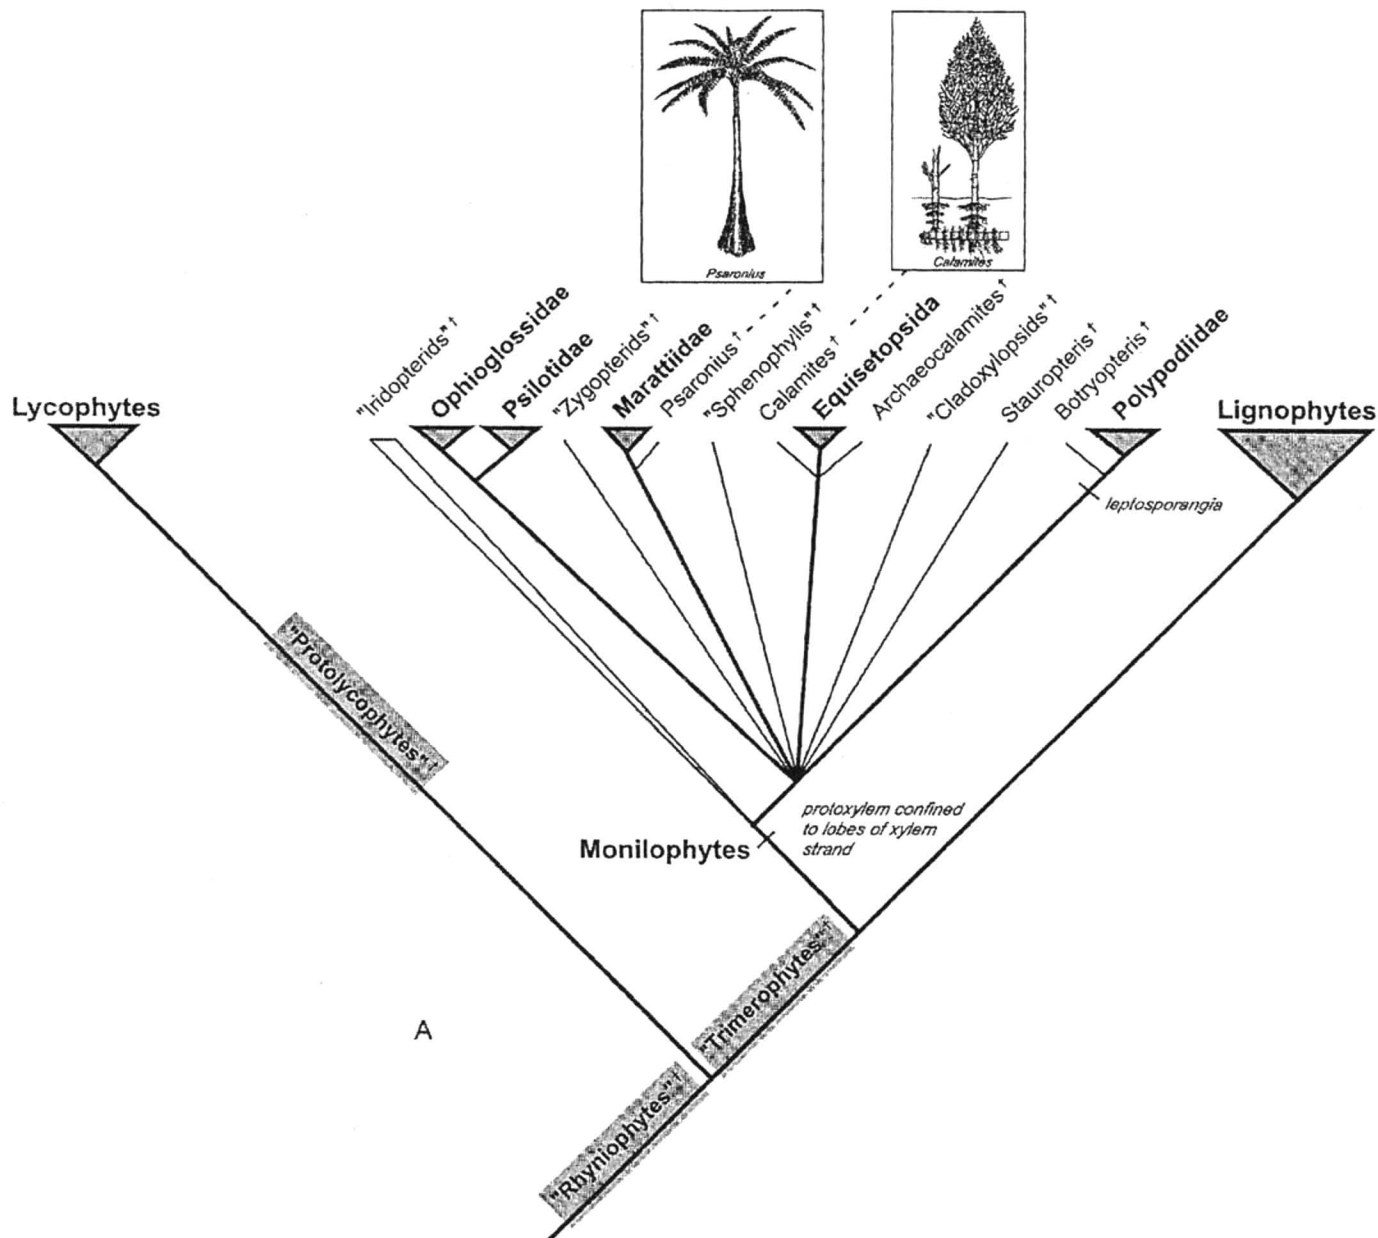 Psaronius
Calamites
Lycophytes
"Iridopterids"†
Ophioglossidae
Psilotidae
"Zygopterids"†
Marattiidae
Psaronius†
"Sphenophylls"†
Calamites†
Equisetopsida
Archaeocalamites†
"Cladoxylopsids"†
Stauropteris†
Botryopteris†
Polypodiidae
Lignophytes
leptosporangia
"Protolycophytes"†
protoxylem confined
to lobes of xylem
strand
Monilophytes
"Trimerophytes"†
A
"Rhyniophytes"†